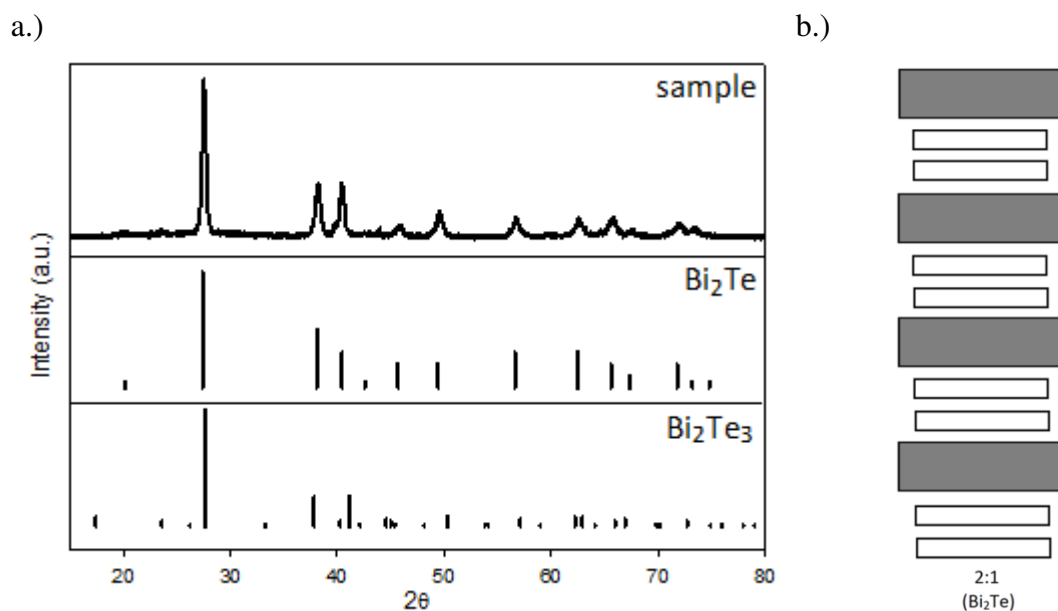 a.)
b.)
sample
Bi₂Te
Bi₂Te₃
Intensity (a.u.)
20 30 40 50 60 70 80
2θ
2:1
(Bi₂Te)